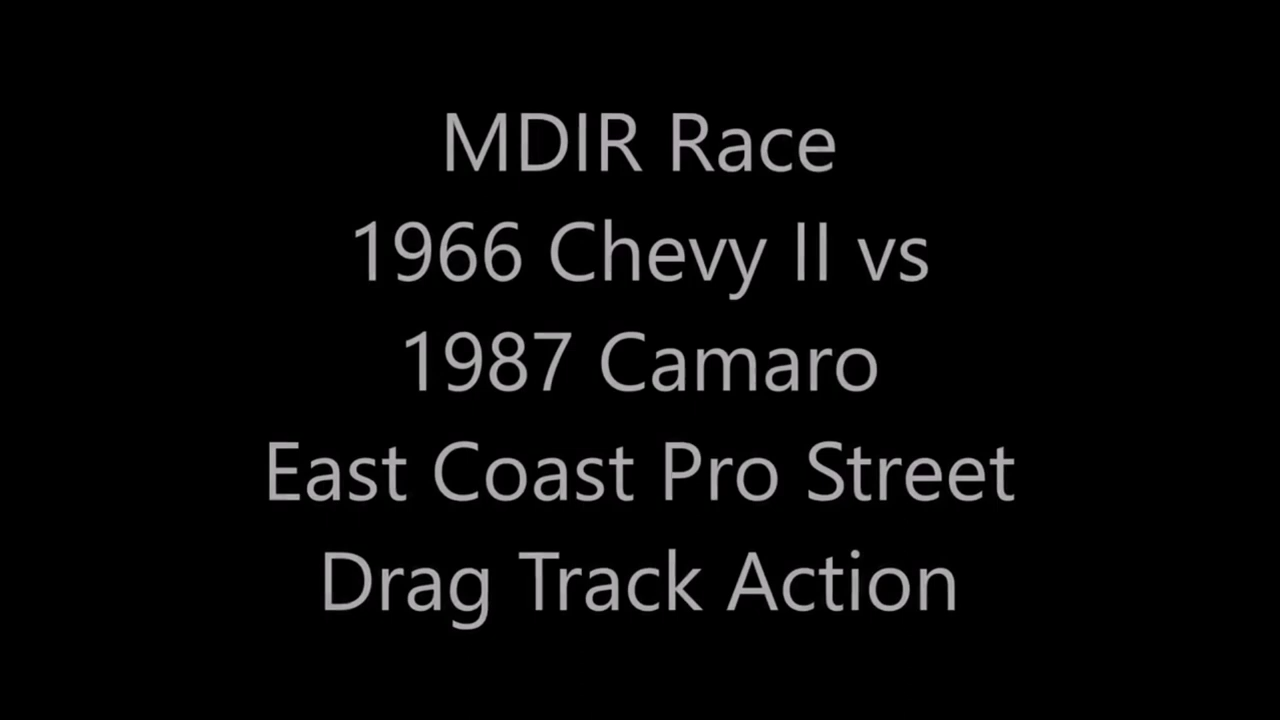 MDIR Race
1966 Chevy II vs
1987 Camaro
East Coast Pro Street
Drag Track Action